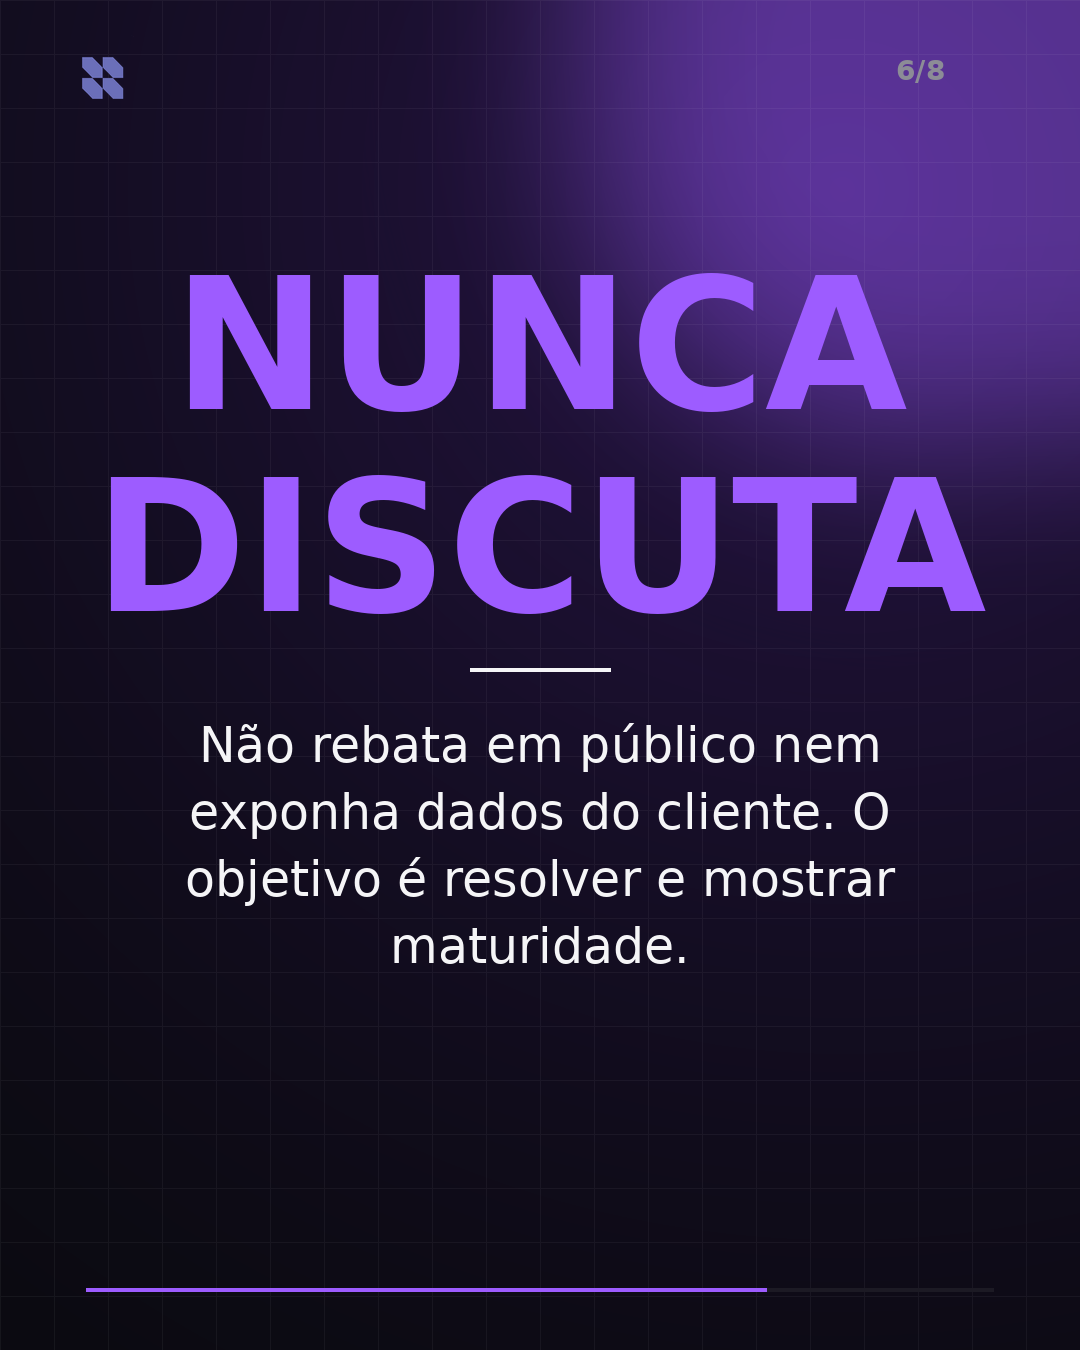 6/8
NUNCA
DISCUTA
Não rebata em público nem
exponha dados do cliente. O
objetivo é resolver e mostrar
maturidade.